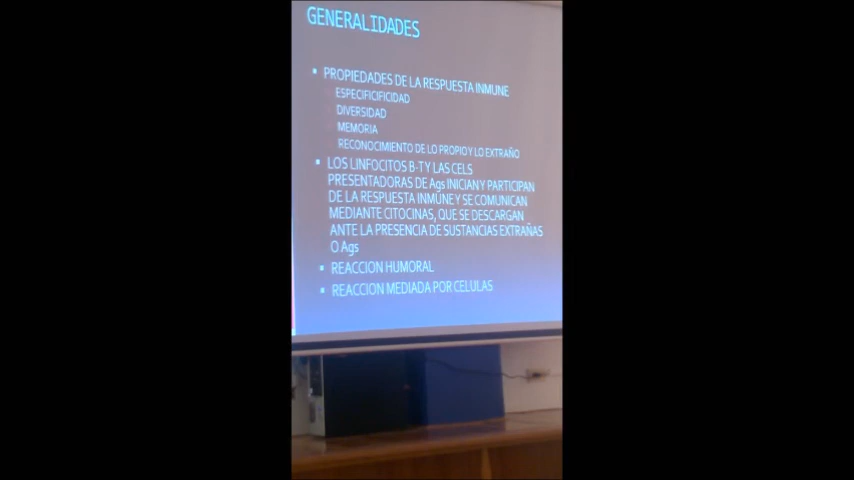 GENERALIDADES
▪ PROPIEDADES DE LA RESPUESTA INMUNE
ESPECIFICIFICIDAD
DIVERSIDAD
MEMORIA
RECONOCIMIENTO DE LO PROPIO Y LO EXTRAÑO
▪ LOS LINFOCITOS B-T Y LAS CELS
PRESENTADORAS DE Ags INICIAN Y PARTICIPAN
DE LA RESPUESTA INMUNE Y SE COMUNICAN
MEDIANTE CITOCINAS, QUE SE DESCARGAN
ANTE LA PRESENCIA DE SUSTANCIAS EXTRAÑAS
O Ags
▪ REACCION HUMORAL
▪ REACCION MEDIADA POR CELULAS